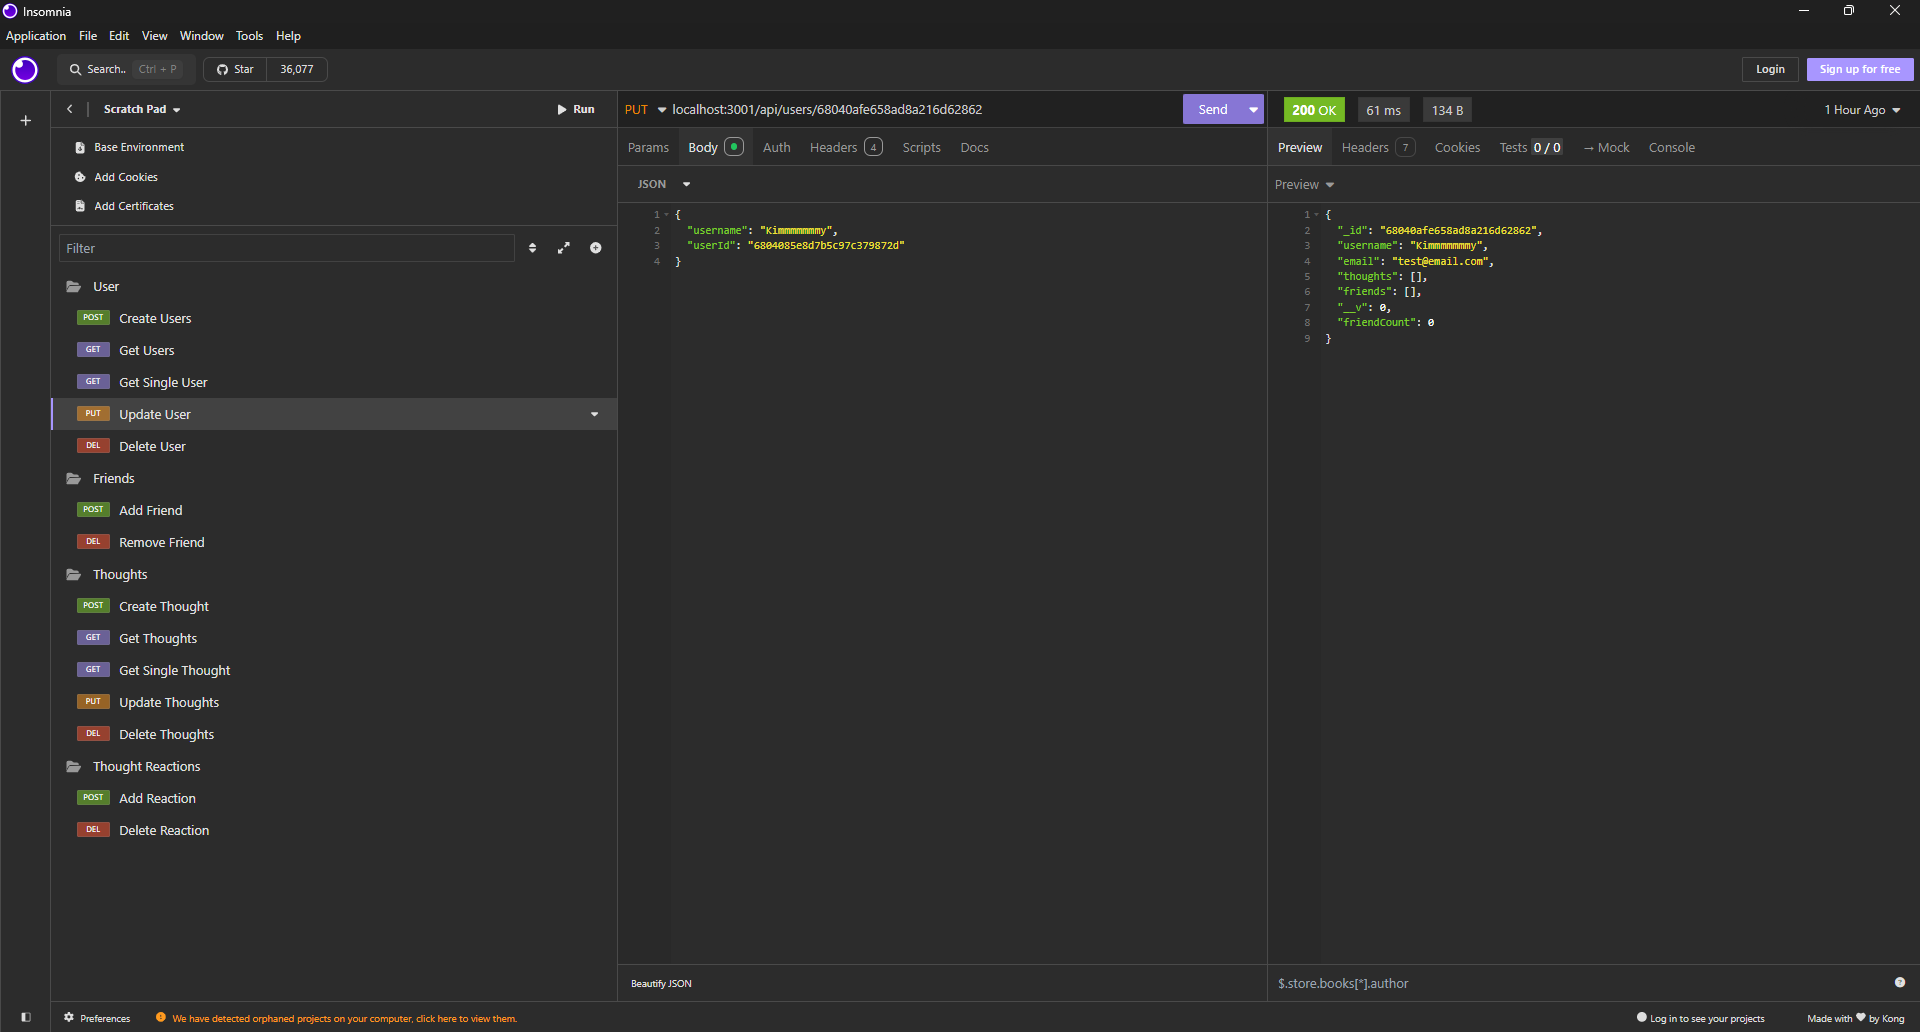 Insomnia
Application File Edit View Window Tools Help
Search.. Ctrl + P Star 36,077 Login Sign up for free
Scratch Pad Run
Base Environment
Add Cookies
Add Certificates
Filter
User
POST Create Users
GET Get Users
GET Get Single User
PUT Update User
DEL Delete User
Friends
POST Add Friend
DEL Remove Friend
Thoughts
POST Create Thought
GET Get Thoughts
GET Get Single Thought
PUT Update Thoughts
DEL Delete Thoughts
Thought Reactions
POST Add Reaction
DEL Delete Reaction
PUT localhost:3001/api/users/68040afe658ad8a216d62862 Send
Params Body Auth Headers 4 Scripts Docs
JSON
1 {
2 "username": "Kimmmmmmmy",
3 "userId": "6804085e8d7b5c97c379872d"
4 }
Beautify JSON
200 OK 61 ms 134 B 1 Hour Ago
Preview Headers 7 Cookies Tests 0 / 0 → Mock Console
Preview
1 {
2 "_id": "68040afe658ad8a216d62862",
3 "username": "Kimmmmmmmy",
4 "email": "test@email.com",
5 "thoughts": [],
6 "friends": [],
7 "__v": 0,
8 "friendCount": 0
9 }
$.store.books[*].author
Preferences We have detected orphaned projects on your computer, click here to view them. Log in to see your projects Made with ♥ by Kong